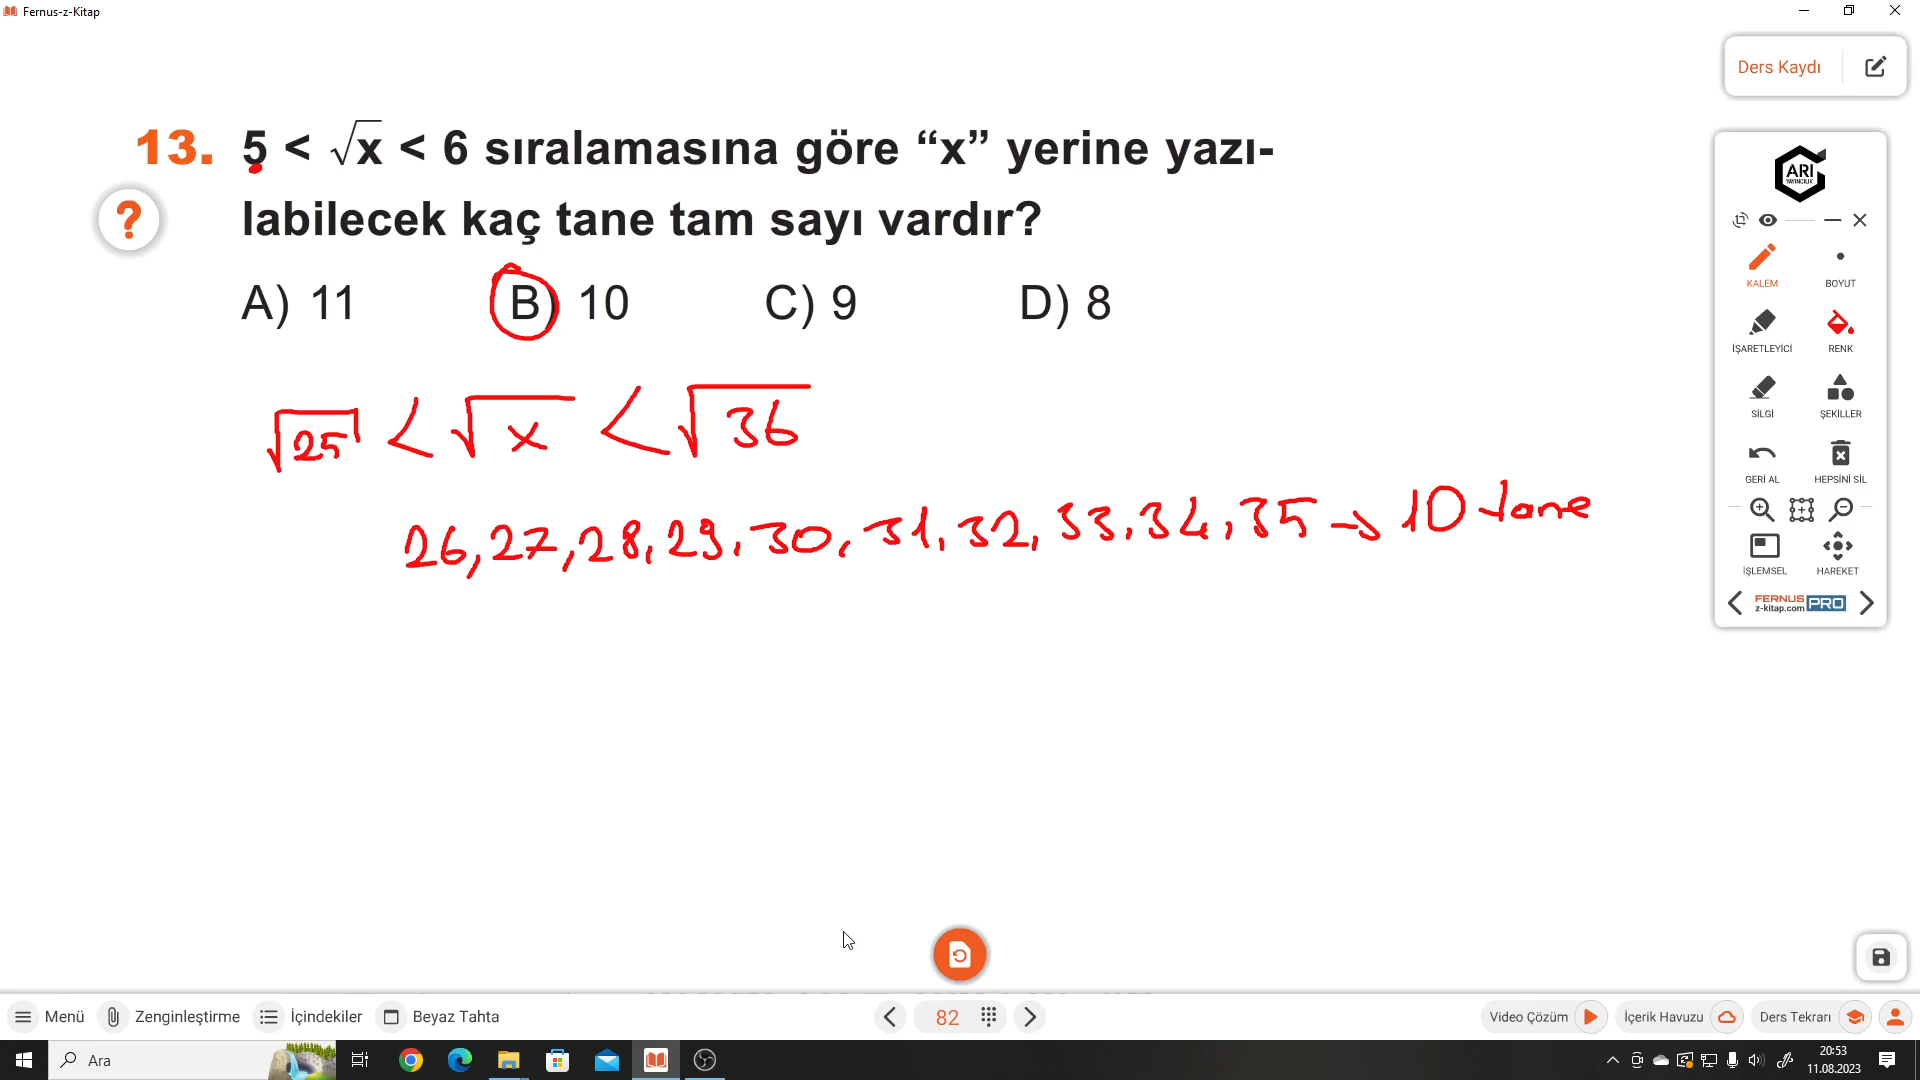 Fernus-z-Kitap
Ders Kaydı
13. 5 < √x < 6 sıralamasına göre “x” yerine yazı-
labilecek kaç tane tam sayı vardır?
A) 11 B) 10 C) 9 D) 8
√25 < √x < √36
26, 27, 28, 29, 30, 31, 32, 33, 34, 35 → 10 tane
ARI
YAYINCILIK
KALEM BOYUT
İŞARETLEYİCİ RENK
SİLGİ ŞEKİLLER
GERİ AL HEPSİNİ SİL
İŞLEMSEL HAREKET
FERNUS
z-kitap.com PRO
Menü Zenginleştirme İçindekiler Beyaz Tahta 82 Video Çözüm İçerik Havuzu Ders Tekrarı
Ara
20:53
11.08.2023